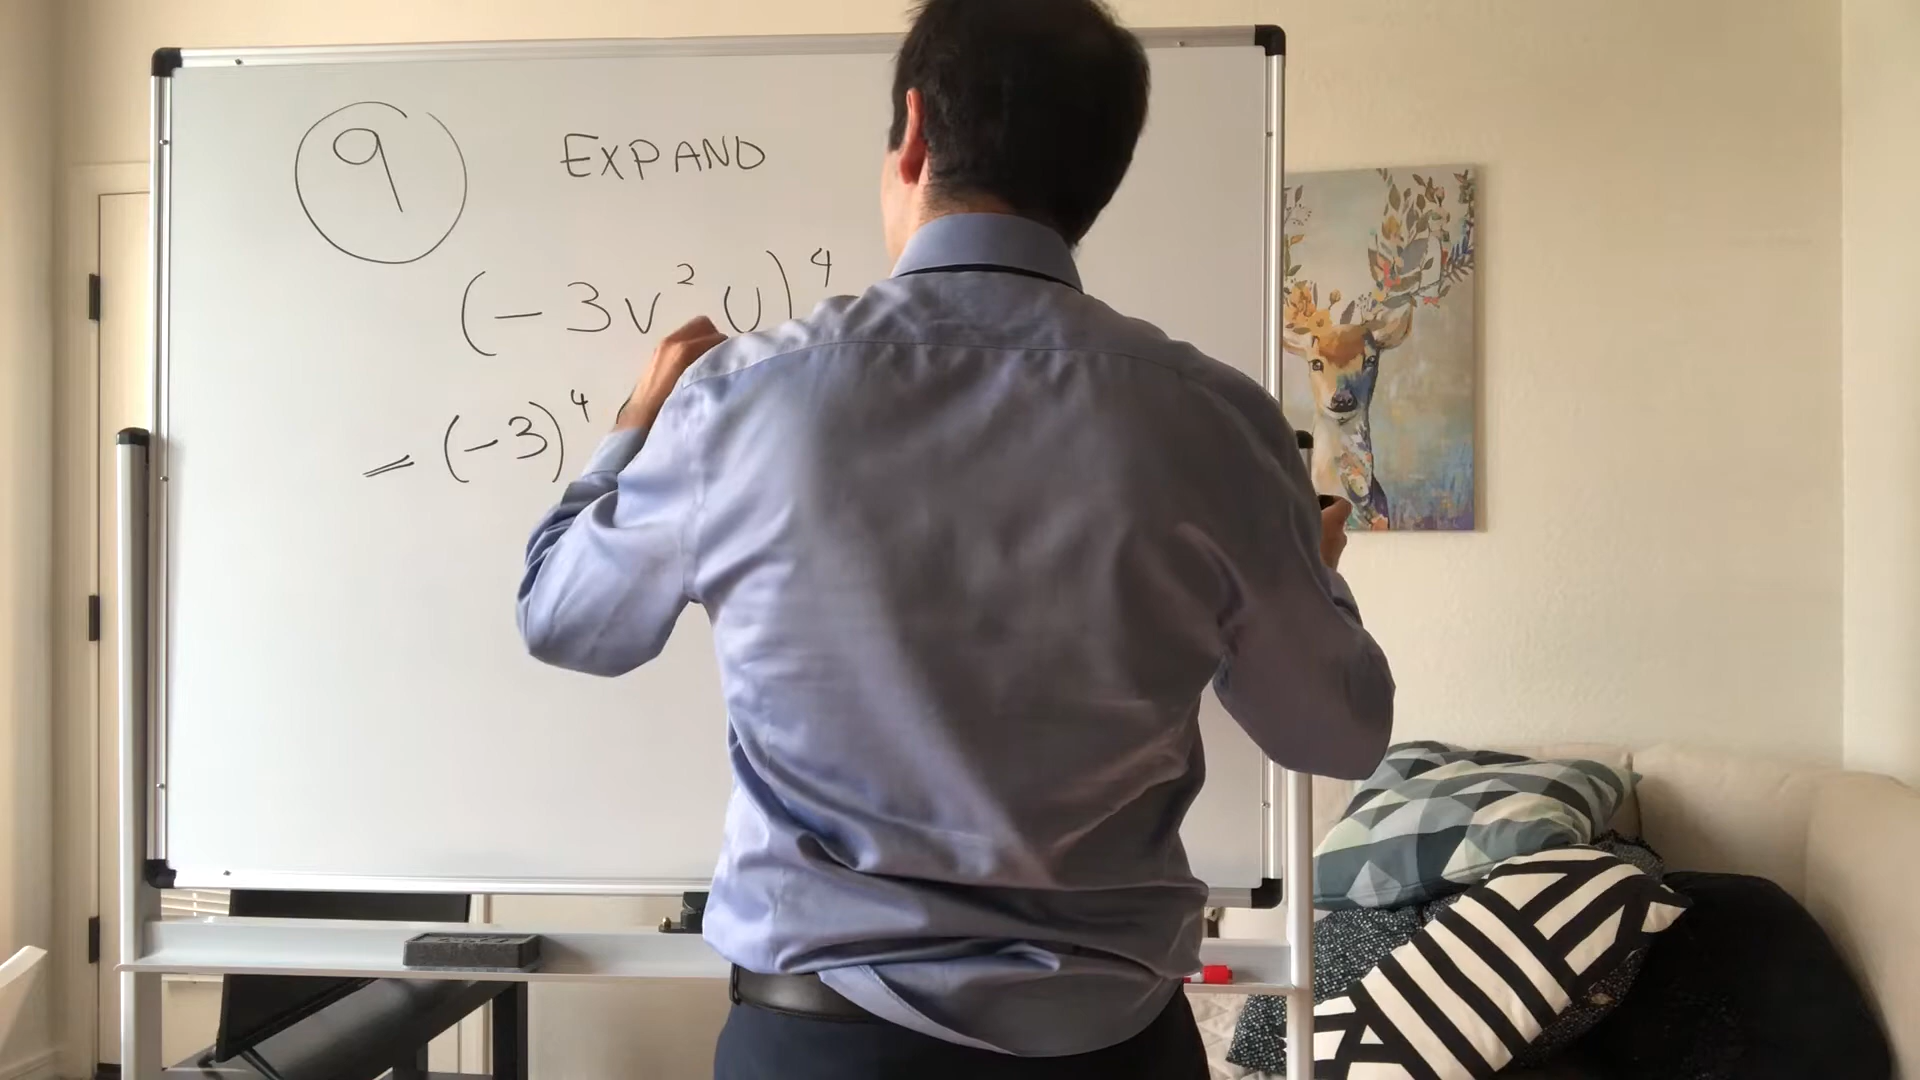 9 EXPAND
(-3v²U)⁴
= (-3)⁴